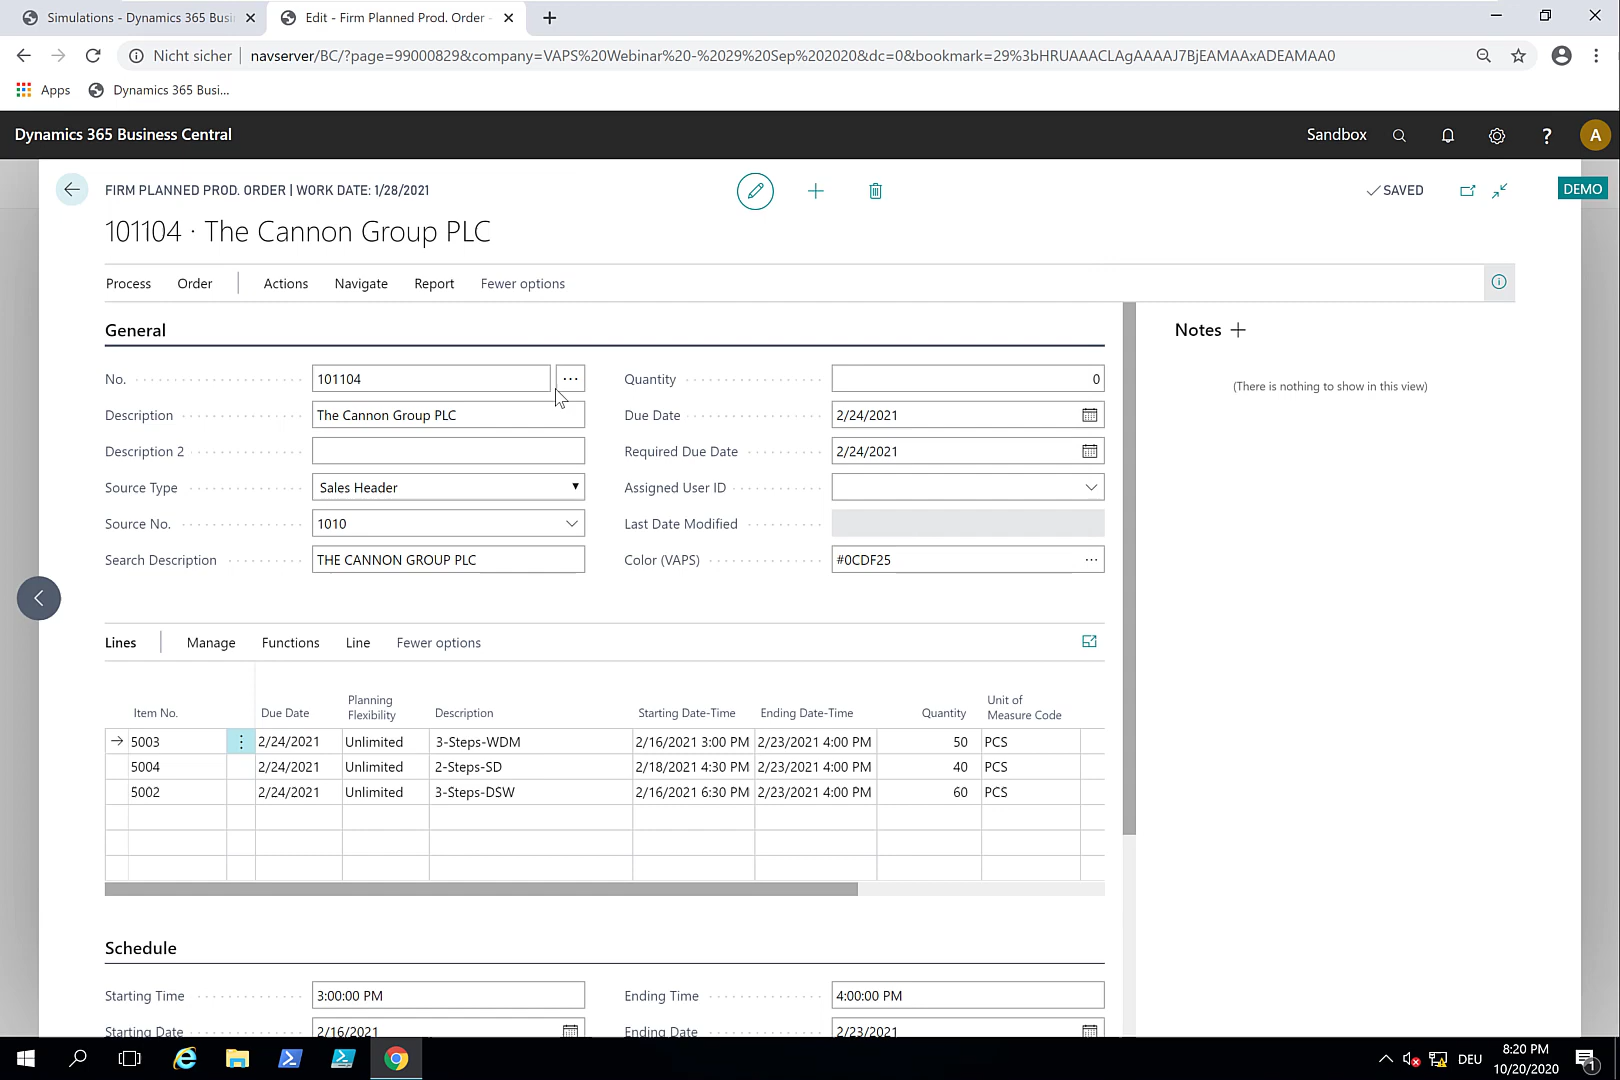 Simulations - Dynamics 365 Busi
Edit - Firm Planned Prod. Order -
Nicht sicher
navserver/BC/?page=99000829&company=VAPS%20Webinar%20-%2029%20Sep%202020&dc=0&bookmark=29%3bHRUAAACLAgAAAAJ7BjEAMAAxADEAMAA0
Apps
Dynamics 365 Busi...
Dynamics 365 Business Central
Sandbox
?
A
FIRM PLANNED PROD. ORDER | WORK DATE: 1/28/2021
SAVED
DEMO
101104 · The Cannon Group PLC
Process
Order
Actions
Navigate
Report
Fewer options
General
Notes
(There is nothing to show in this view)
No.
101104
Quantity
0
Description
The Cannon Group PLC
Due Date
2/24/2021
Description 2
Required Due Date
2/24/2021
Source Type
Sales Header
Assigned User ID
Source No.
1010
Last Date Modified
Search Description
THE CANNON GROUP PLC
Color (VAPS)
#0CDF25
Lines
Manage
Functions
Line
Fewer options
Item No. Due Date Planning Flexibility Description Starting Date-Time Ending Date-Time Quantity Unit of Measure Code
5003 2/24/2021 Unlimited 3-Steps-WDM 2/16/2021 3:00 PM 2/23/2021 4:00 PM 50 PCS
5004 2/24/2021 Unlimited 2-Steps-SD 2/18/2021 4:30 PM 2/23/2021 4:00 PM 40 PCS
5002 2/24/2021 Unlimited 3-Steps-DSW 2/16/2021 6:30 PM 2/23/2021 4:00 PM 60 PCS
Schedule
Starting Time
3:00:00 PM
Ending Time
4:00:00 PM
Starting Date
2/16/2021
Ending Date
2/23/2021
DEU
8:20 PM
10/20/2020
1